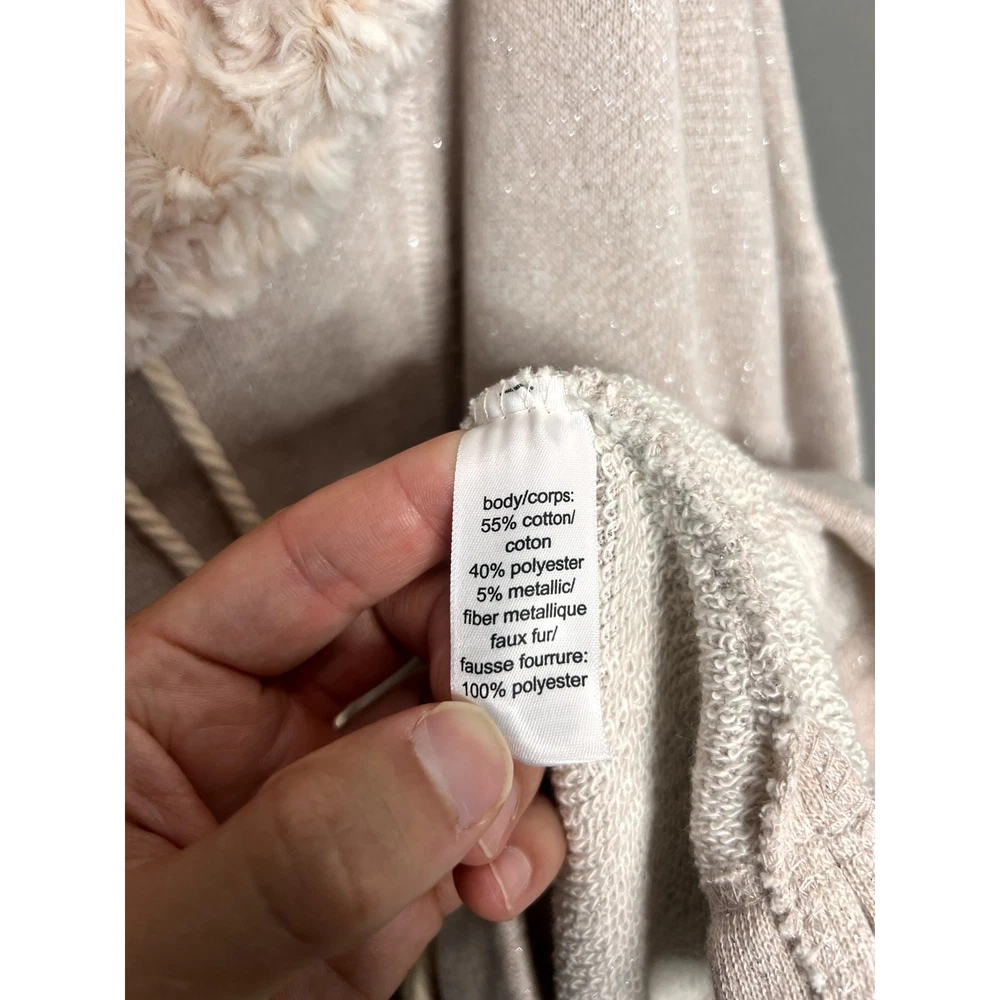 body/corps:
55% cotton/
coton
40% polyester
5% metallic/
fiber metallique
faux fur/
fausse fourrure:
100% polyester